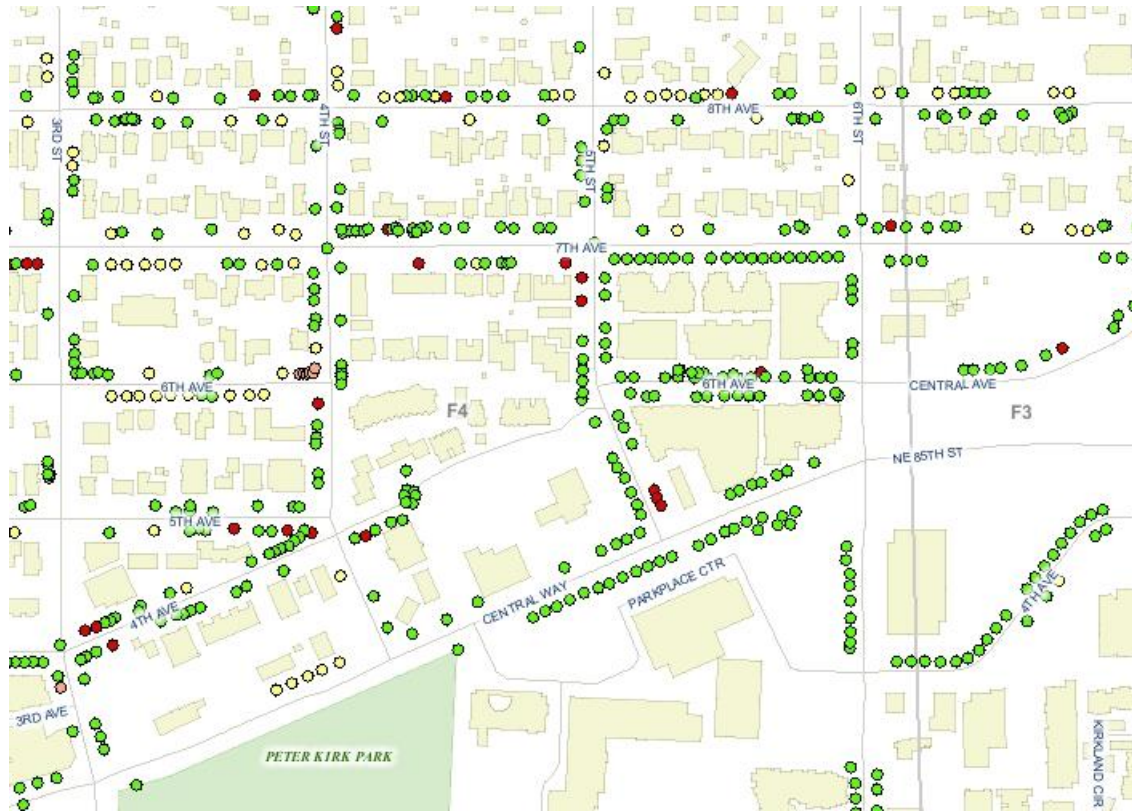 8TH AVE
3RD ST
4TH ST
6TH ST
5TH ST
7TH AVE
6TH AVE
6TH AVE
CENTRAL AVE
F4
F3
NE 85TH ST
5TH AVE
4TH AVE
CENTRAL WAY
PARKPLACE CTR
4TH AVE
3RD AVE
KIRKLAND CIR
PETER KIRK PARK